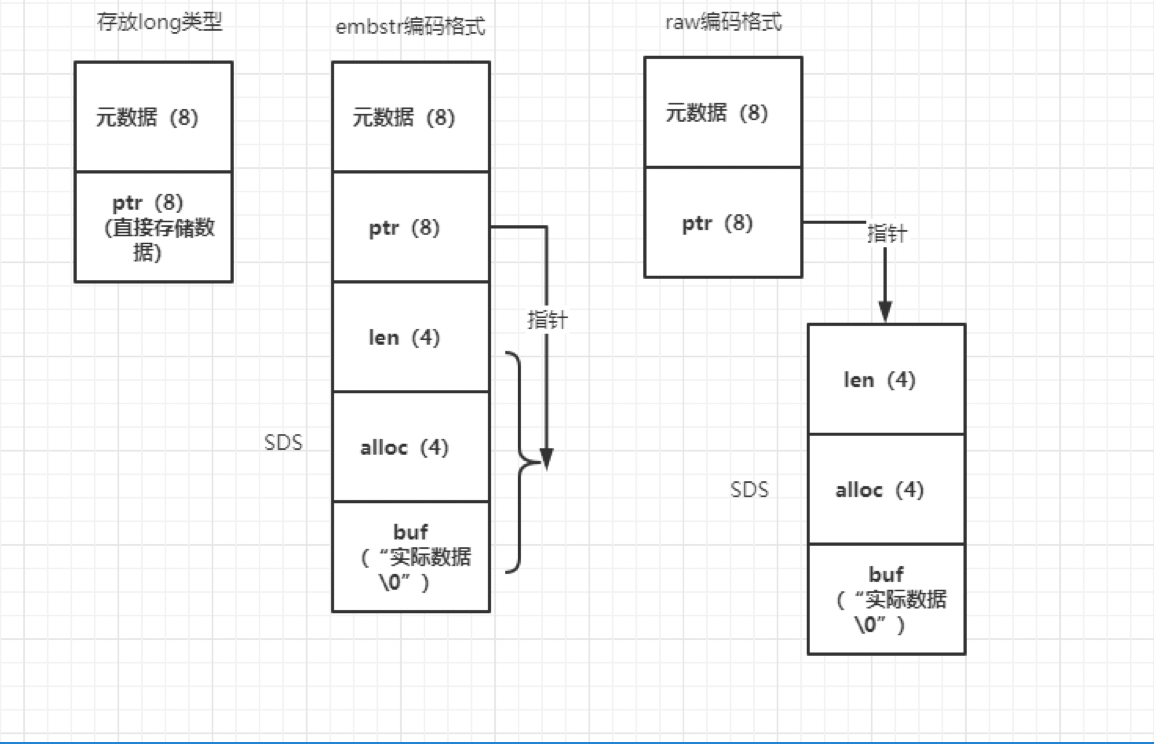 存放long类型
元数据（8）
ptr（8）
（直接存储数
据）
embstr编码格式
元数据（8）
ptr（8）
指针
len（4）
SDS
alloc（4）
buf
（“实际数据
\0”）
raw编码格式
元数据（8）
ptr（8）
指针
len（4）
SDS
alloc（4）
buf
（“实际数据
\0”）